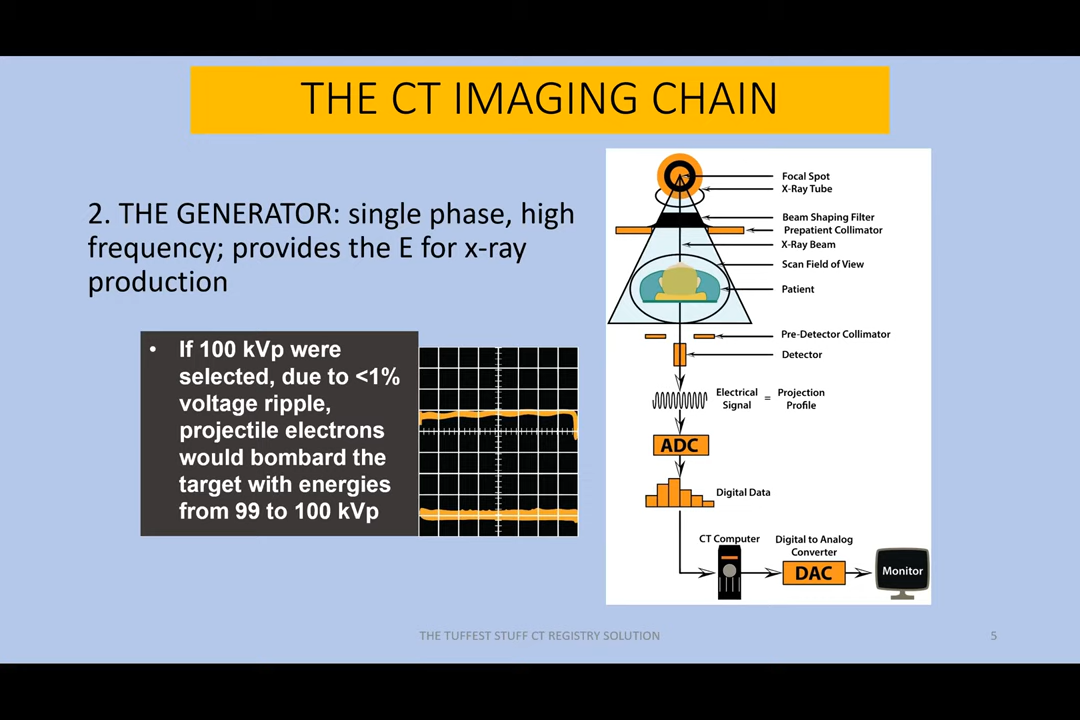 THE CT IMAGING CHAIN
2. THE GENERATOR: single phase, high
frequency; provides the E for x-ray
production
• If 100 kVp were
selected, due to <1%
voltage ripple,
projectile electrons
would bombard the
target with energies
from 99 to 100 kVp
Focal Spot
X-Ray Tube
Beam Shaping Filter
Prepatient Collimator
X-Ray Beam
Scan Field of View
Patient
Pre-Detector Collimator
Detector
Electrical
Signal
=
Projection
Profile
ADC
Digital Data
CT Computer
Digital to Analog
Converter
DAC
Monitor
THE TUFFEST STUFF CT REGISTRY SOLUTION
5